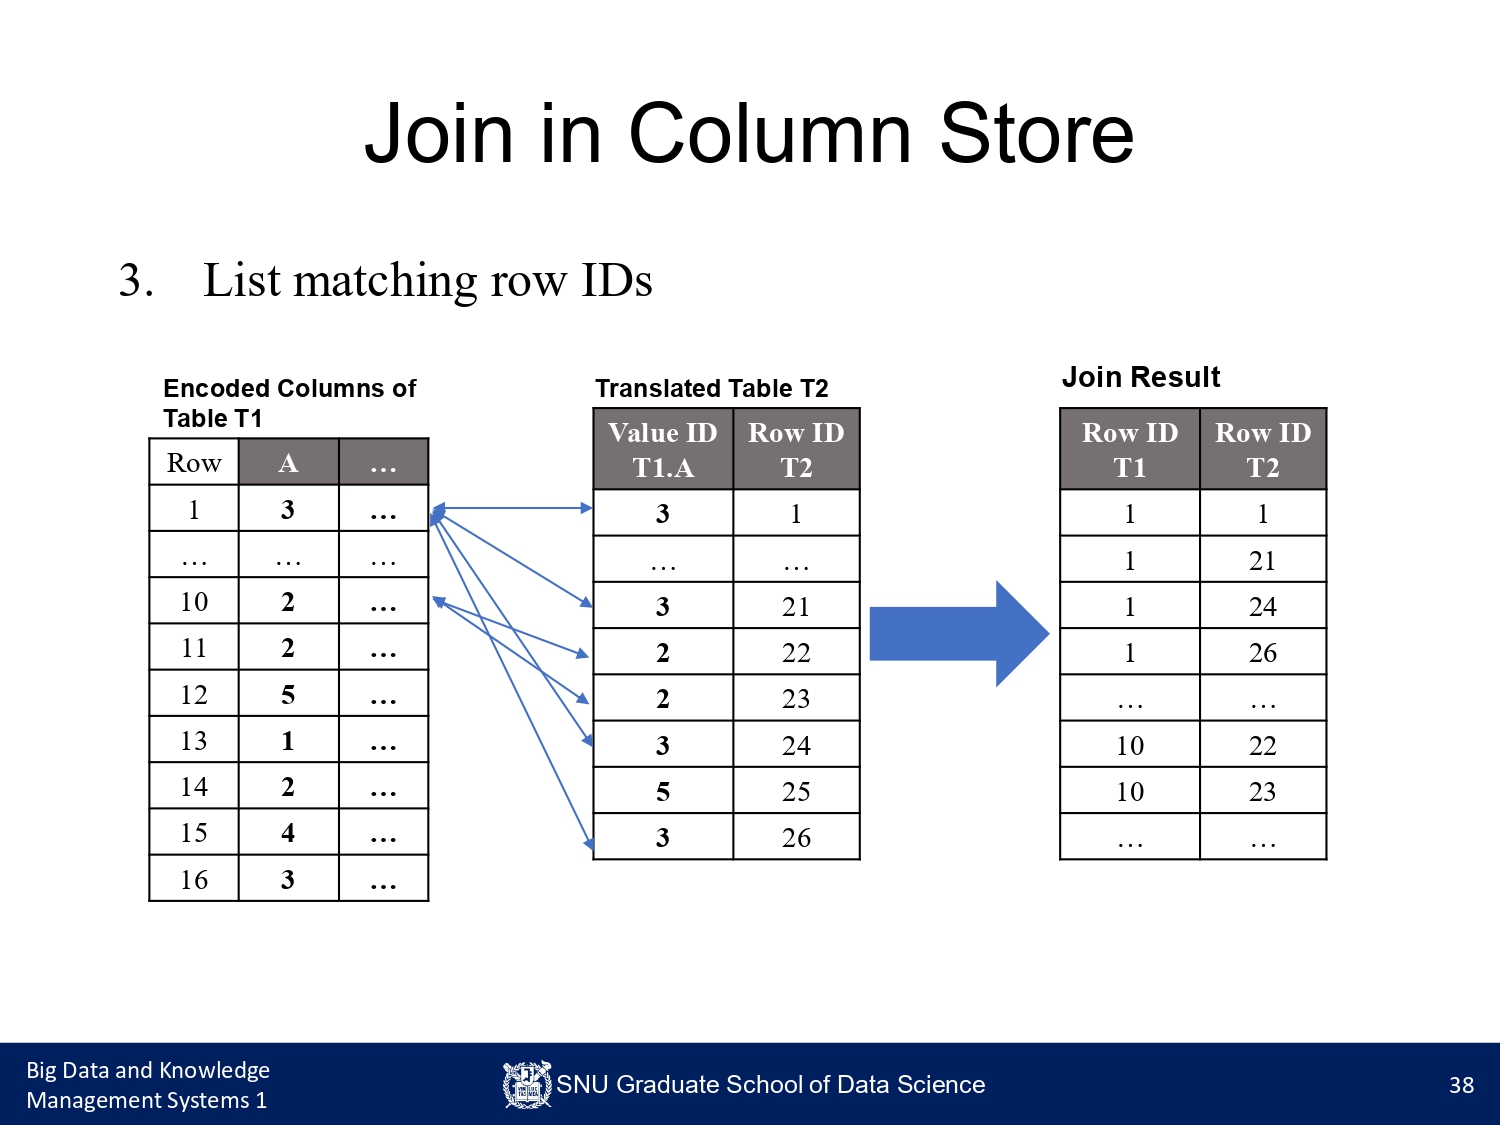 Join in Column Store
3. List matching row IDs
Encoded Columns of
Table T1
Row A …
1 3 …
… … …
10 2 …
11 2 …
12 5 …
13 1 …
14 2 …
15 4 …
16 3 …
Translated Table T2
Value ID T1.A Row ID T2
3 1
… …
3 21
2 22
2 23
3 24
5 25
3 26
Join Result
Row ID T1 Row ID T2
1 1
1 21
1 24
1 26
… …
10 22
10 23
… …
Big Data and Knowledge
Management Systems 1
SNU Graduate School of Data Science
38